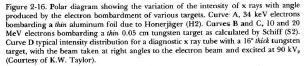 Figure 2-16. Polar diagram showing the variation of the intensity of x rays with angle
produced by the electron bombardment of various targets. Curve A, 34 keV electrons
bombarding a thin aluminum foil due to Honerjäger (H2). Curves B and C, 10 and 20
MeV electrons bombarding a thin 0.05 cm tungsten target as calculated by Schiff (S2).
Curve D typical intensity distribution for a diagnostic x ray tube with a 16° thick tungsten
target, with the beam taken at right angles to the electron beam and excited at 90 kVp
(Courtesy of K.W. Taylor).